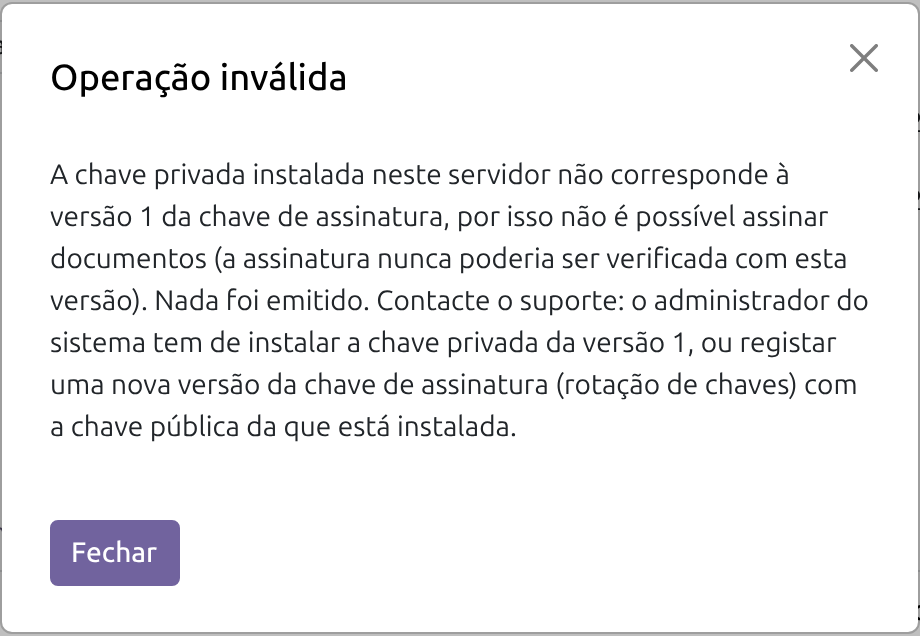 Operação inválida
A chave privada instalada neste servidor não corresponde à
versão 1 da chave de assinatura, por isso não é possível assinar
documentos (a assinatura nunca poderia ser verificada com esta
versão). Nada foi emitido. Contacte o suporte: o administrador do
sistema tem de instalar a chave privada da versão 1, ou registar
uma nova versão da chave de assinatura (rotação de chaves) com
a chave pública da que está instalada.
Fechar